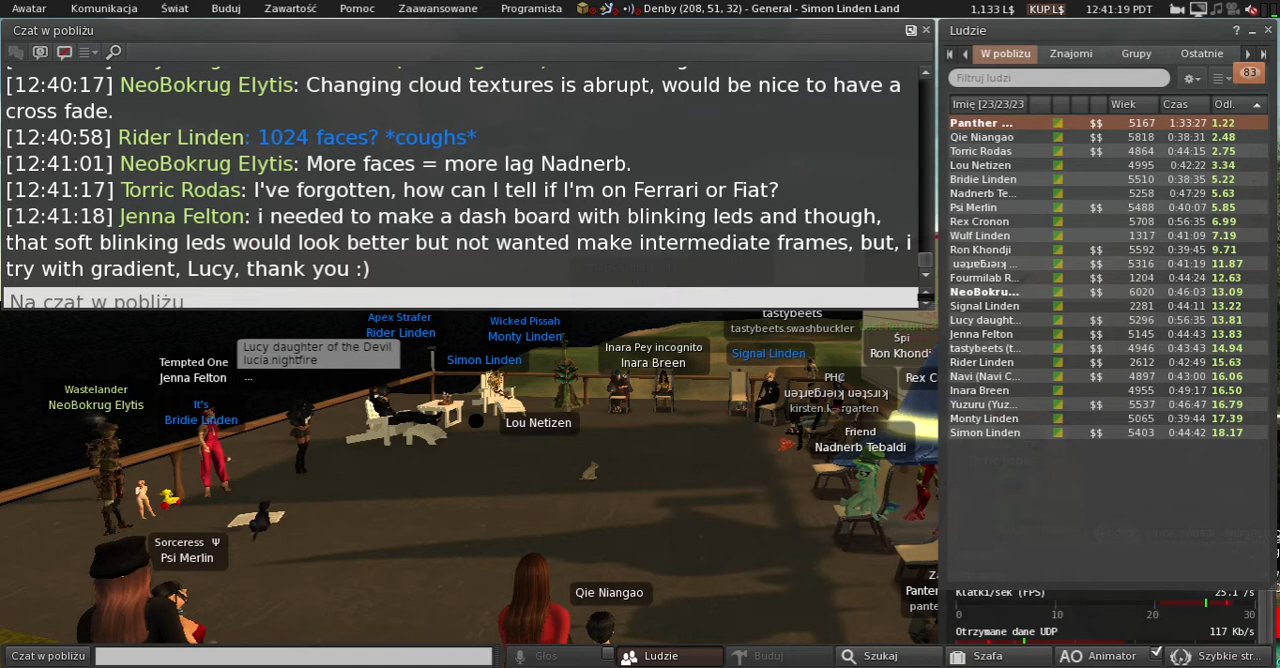 Awatar Komunikacja Świat Buduj Zawartość Pomoc Zaawansowane Programista Denby (208, 51, 32) - General - Simon Linden Land 1,133 L$ KUP L$ 12:41:19 PDT
Czat w pobliżu
[12:40:17] NeoBokrug Elytis: Changing cloud textures is abrupt, would be nice to have a
cross fade.
[12:40:58] Rider Linden: 1024 faces? *coughs*
[12:41:01] NeoBokrug Elytis: More faces = more lag Nadnerb.
[12:41:17] Torric Rodas: I've forgotten, how can I tell if I'm on Ferrari or Fiat?
[12:41:18] Jenna Felton: i needed to make a dash board with blinking leds and though,
that soft blinking leds would look better but not wanted make intermediate frames, but, i
try with gradient, Lucy, thank you :)
Na czat w pobliżu
Ludzie
W pobliżu Znajomi Grupy Ostatnie
Filtruj ludzi
83
Imię [23/23/23 Wiek Czas Odl.
Panther ... $$ 5167 1:33:27 1.22
Qie Niangao 5818 0:38:31 2.48
Torric Rodas $$ 4864 0:44:15 2.75
Lou Netizen 4995 0:42:22 3.34
Bridie Linden 5510 0:38:35 5.22
Nadnerb Te... 5258 0:47:29 5.63
Psi Merlin $$ 5488 0:40:07 5.85
Rex Cronon 5708 0:56:35 6.99
Wulf Linden 1317 0:41:09 7.19
Ron Khondji $$ 5592 0:39:45 9.71
$$ 5316 0:41:19 11.87
Fourmilab R... $$ 1204 0:44:24 12.63
NeoBokru... $$ 6020 0:46:03 13.09
Signal Linden 2281 0:44:11 13.22
Lucy daught... $$ 5296 0:56:35 13.81
Jenna Felton $$ 5145 0:44:43 13.83
tastybeets (t... $$ 4946 0:43:43 14.94
Rider Linden $$ 2612 0:42:49 15.63
Navi (Navi C... $$ 4897 0:43:00 16.06
Inara Breen 4955 0:49:17 16.50
Yuzuru (Yuz... $$ 5537 0:46:47 16.79
Monty Linden 5065 0:39:44 17.39
Simon Linden $$ 5403 0:44:42 18.17
Apex Strafer
Rider Linden
Wicked Pissah
Monty Linden
tastybeets
tastybeets.swashbuckler
Lucy daughter of the Devil
lucia.nightfire
Simon Linden
Inara Pey incognito
Inara Breen
Signal Linden
Śpi
Ron Khondji
Tempted One
Jenna Felton
...
PHC
Rex C
Wastelander
NeoBokrug Elytis
It's
Bridie Linden
Lou Netizen
Friend
Nadnerb Tebaldi
Sorceress Ψ
Psi Merlin
Qie Niangao
Klatki/sek (FPS) 25.1 /s
0 10 20 30
Otrzymane dane UDP 117 Kb/s
Czat w pobliżu Głos Ludzie Buduj Szukaj Szafa AO Animator Szybkie str...